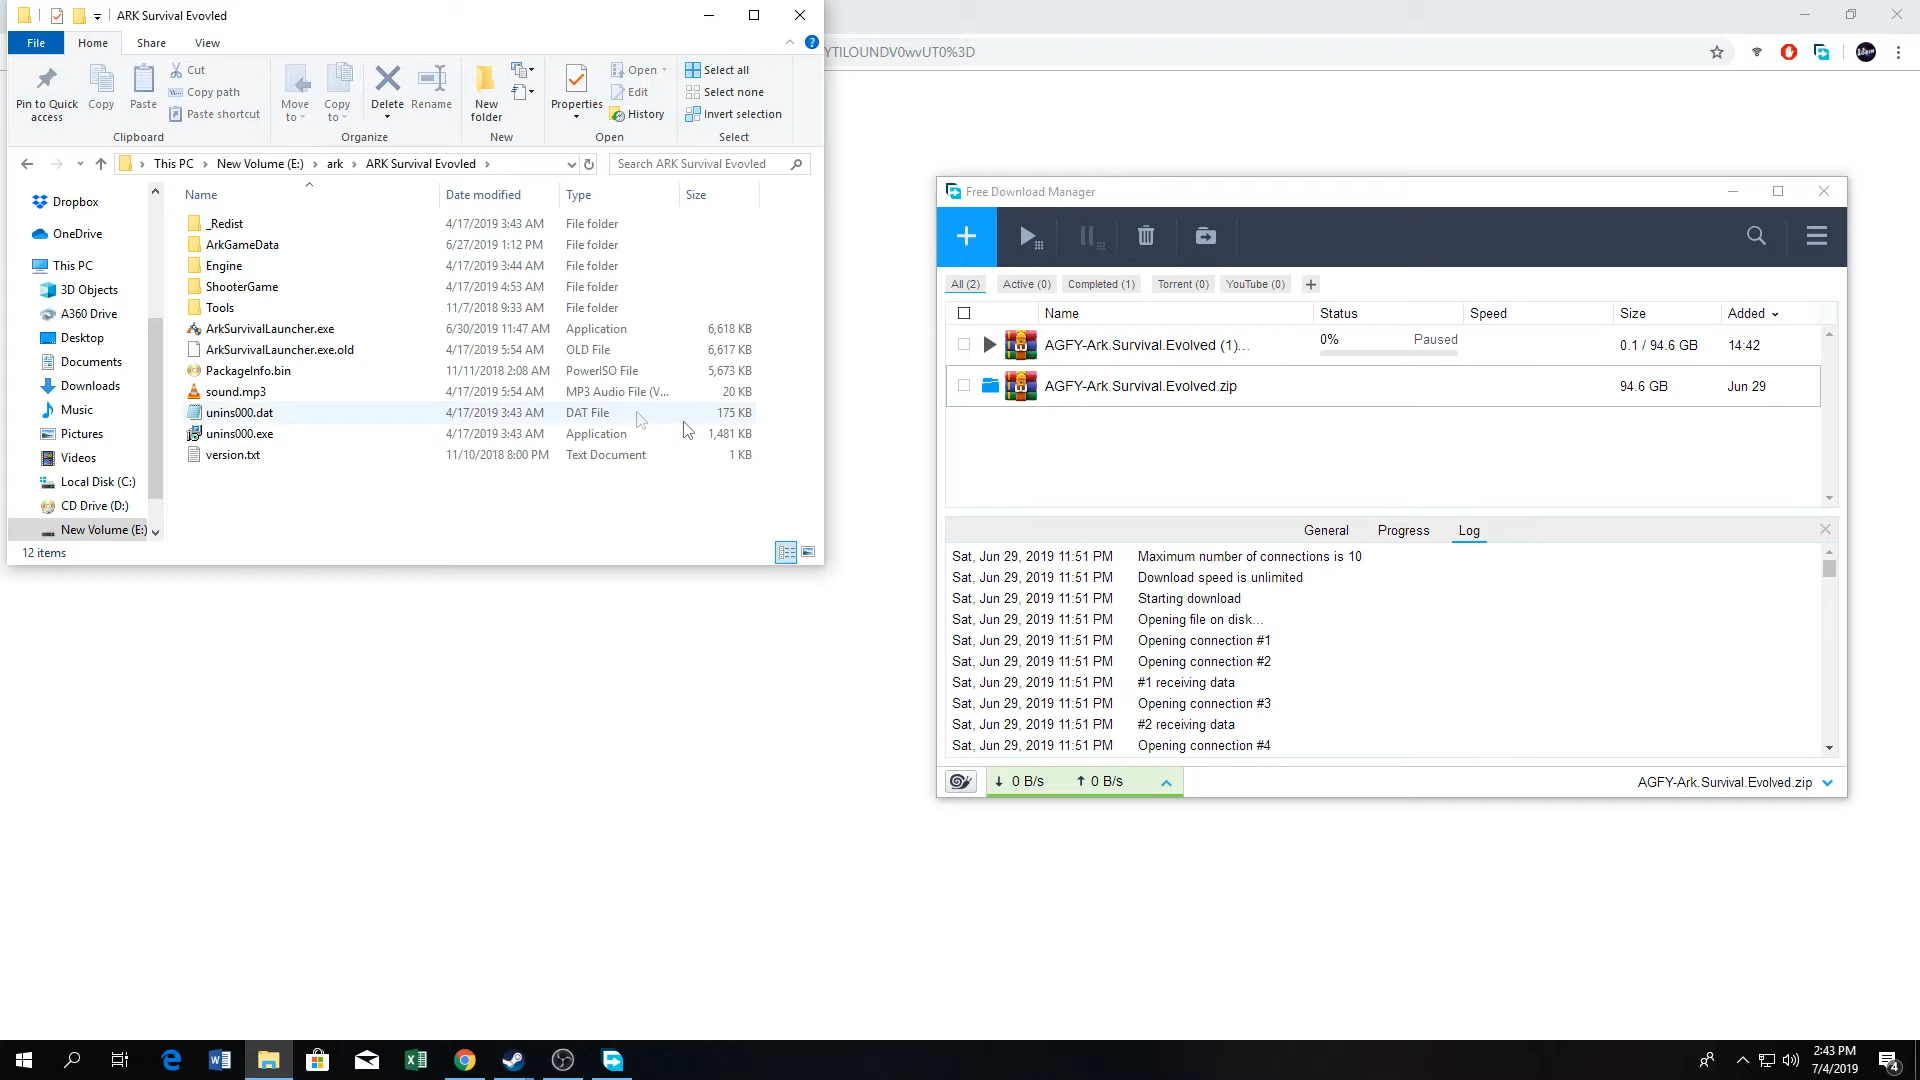 ARK Survival Evovled
File Home Share View
YTILOUNDV0wvUT0%3D
Pin to Quick access
Copy
Paste
Cut
Copy path
Paste shortcut
Move to
Copy to
Delete
Rename
New folder
Properties
Open
Edit
History
Select all
Select none
Invert selection
Clipboard Organize New Open Select
This PC New Volume (E:) ark ARK Survival Evovled
Search ARK Survival Evovled
Dropbox
OneDrive
This PC
3D Objects
A360 Drive
Desktop
Documents
Downloads
Music
Pictures
Videos
Local Disk (C:)
CD Drive (D:)
New Volume (E:)
Name Date modified Type Size
_Redist 4/17/2019 3:43 AM File folder
ArkGameData 6/27/2019 1:12 PM File folder
Engine 4/17/2019 3:44 AM File folder
ShooterGame 4/17/2019 4:53 AM File folder
Tools 11/7/2018 9:33 AM File folder
ArkSurvivalLauncher.exe 6/30/2019 11:47 AM Application 6,618 KB
ArkSurvivalLauncher.exe.old 4/17/2019 5:54 AM OLD File 6,617 KB
PackageInfo.bin 11/11/2018 2:08 AM PowerISO File 5,673 KB
sound.mp3 4/17/2019 5:54 AM MP3 Audio File (V... 20 KB
unins000.dat 4/17/2019 3:43 AM DAT File 175 KB
unins000.exe 4/17/2019 3:43 AM Application 1,481 KB
version.txt 11/10/2018 8:00 PM Text Document 1 KB
12 items
Free Download Manager
All (2) Active (0) Completed (1) Torrent (0) YouTube (0) +
Name Status Speed Size Added
AGFY-Ark.Survival.Evolved (1)... 0% Paused 0.1 / 94.6 GB 14:42
AGFY-Ark.Survival.Evolved.zip 94.6 GB Jun 29
General Progress Log
Sat, Jun 29, 2019 11:51 PM Maximum number of connections is 10
Sat, Jun 29, 2019 11:51 PM Download speed is unlimited
Sat, Jun 29, 2019 11:51 PM Starting download
Sat, Jun 29, 2019 11:51 PM Opening file on disk...
Sat, Jun 29, 2019 11:51 PM Opening connection #1
Sat, Jun 29, 2019 11:51 PM Opening connection #2
Sat, Jun 29, 2019 11:51 PM #1 receiving data
Sat, Jun 29, 2019 11:51 PM Opening connection #3
Sat, Jun 29, 2019 11:51 PM #2 receiving data
Sat, Jun 29, 2019 11:51 PM Opening connection #4
0 B/s 0 B/s AGFY-Ark.Survival.Evolved.zip
2:43 PM
7/4/2019
4